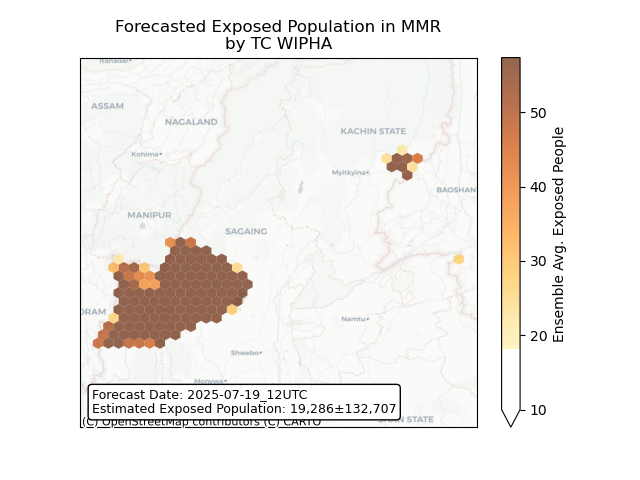 Forecasted Exposed Population in MMR
by TC WIPHA
Itanagar
ASSAM
NAGALAND
KACHIN STATE
Kohima
Myitkyina
BAOSHAN
MANIPUR
SAGAING
Namtu
Shwebo
Monywa
Forecast Date: 2025-07-19_12UTC
Estimated Exposed Population: 19,286±132,707
(C) OpenStreetMap contributors (C) CARTO
STATE
50
40
30
20
10
Ensemble Avg. Exposed People